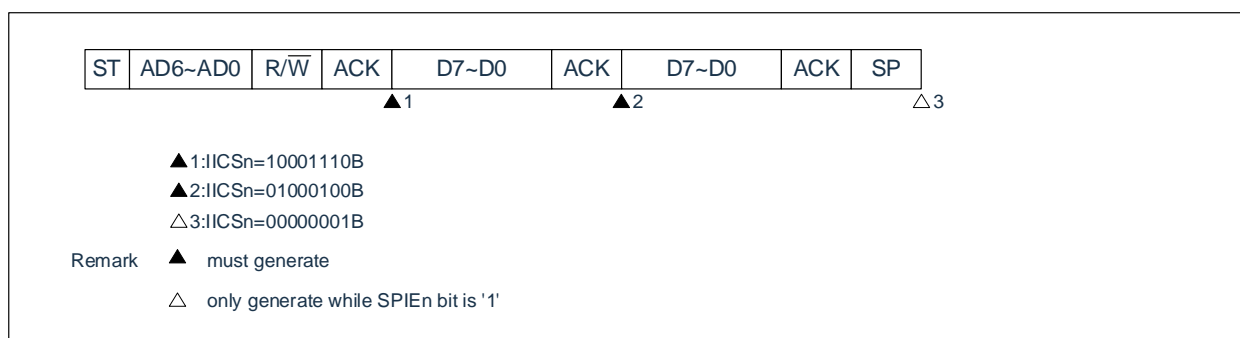 ST AD6~AD0 R/W̅ ACK D7~D0 ACK D7~D0 ACK SP
▲1 ▲2 △3
▲1:IICSn=10001110B
▲2:IICSn=01000100B
△3:IICSn=00000001B
Remark ▲ must generate
△ only generate while SPIEn bit is '1'